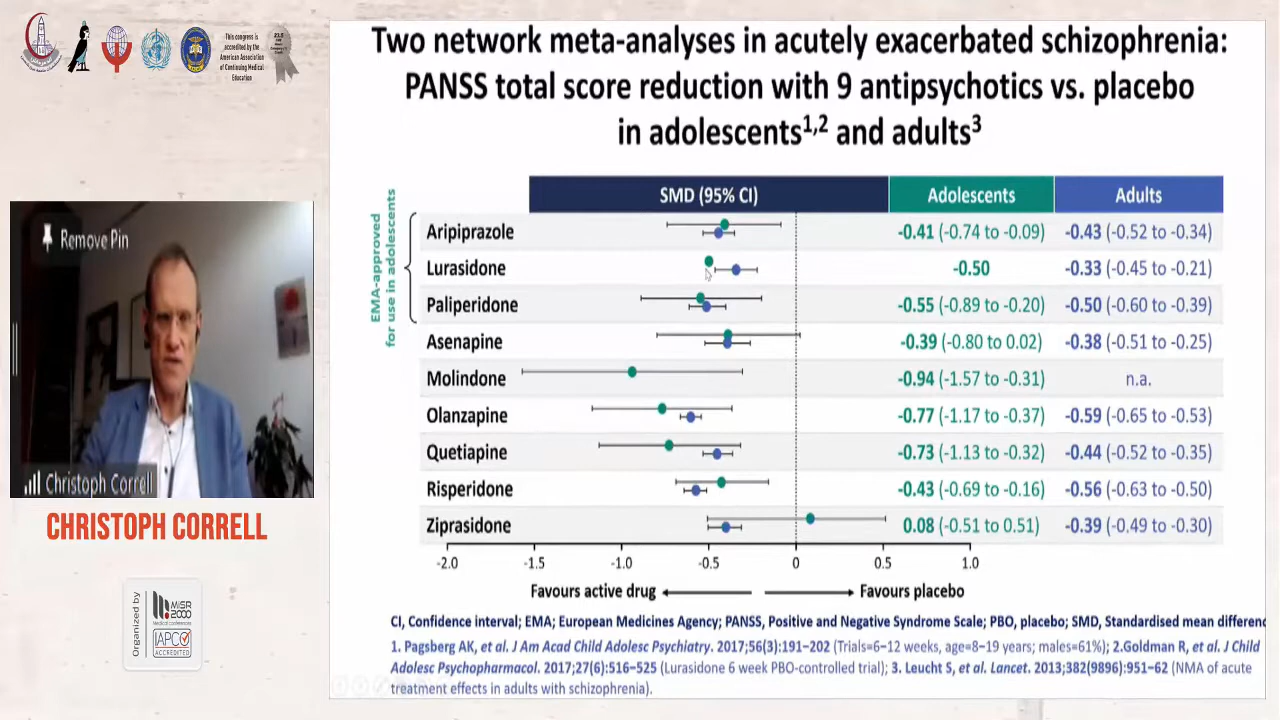 This congress is
accredited by the
American Association
of Continuing Medical
Education
Two network meta-analyses in acutely exacerbated schizophrenia:
PANSS total score reduction with 9 antipsychotics vs. placebo
in adolescents1,2 and adults3
Remove Pin
Christoph Correll
CHRISTOPH CORRELL
Organized by
MISR
2000
Medical conferences
IAPCO
ACCREDITED
EMA-approved
for use in adolescents
SMD (95% CI) Adolescents Adults
Aripiprazole -0.41 (-0.74 to -0.09) -0.43 (-0.52 to -0.34)
Lurasidone -0.50 -0.33 (-0.45 to -0.21)
Paliperidone -0.55 (-0.89 to -0.20) -0.50 (-0.60 to -0.39)
Asenapine -0.39 (-0.80 to 0.02) -0.38 (-0.51 to -0.25)
Molindone -0.94 (-1.57 to -0.31) n.a.
Olanzapine -0.77 (-1.17 to -0.37) -0.59 (-0.65 to -0.53)
Quetiapine -0.73 (-1.13 to -0.32) -0.44 (-0.52 to -0.35)
Risperidone -0.43 (-0.69 to -0.16) -0.56 (-0.63 to -0.50)
Ziprasidone 0.08 (-0.51 to 0.51) -0.39 (-0.49 to -0.30)
-2.0 -1.5 -1.0 -0.5 0 0.5 1.0
Favours active drug Favours placebo
CI, Confidence interval; EMA; European Medicines Agency; PANSS, Positive and Negative Syndrome Scale; PBO, placebo; SMD, Standardised mean differenc
1. Pagsberg AK, et al. J Am Acad Child Adolesc Psychiatry. 2017;56(3):191–202 (Trials=6–12 weeks, age=8–19 years; males=61%); 2.Goldman R, et al. J Child
Adolesc Psychopharmacol. 2017;27(6):516–525 (Lurasidone 6 week PBO-controlled trial); 3. Leucht S, et al. Lancet. 2013;382(9896):951–62 (NMA of acute
treatment effects in adults with schizophrenia).